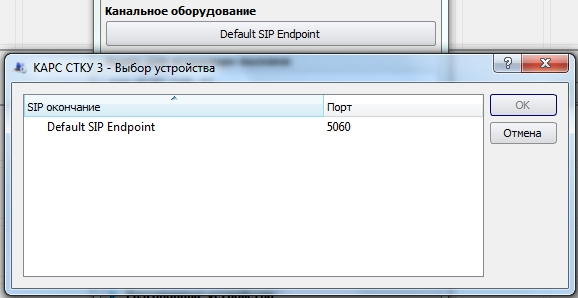 Канальное оборудование
Default SIP Endpoint
КАРС СТКУ 3 - Выбор устройства
?
SIP окончание Порт
OK
Default SIP Endpoint 5060
Отмена